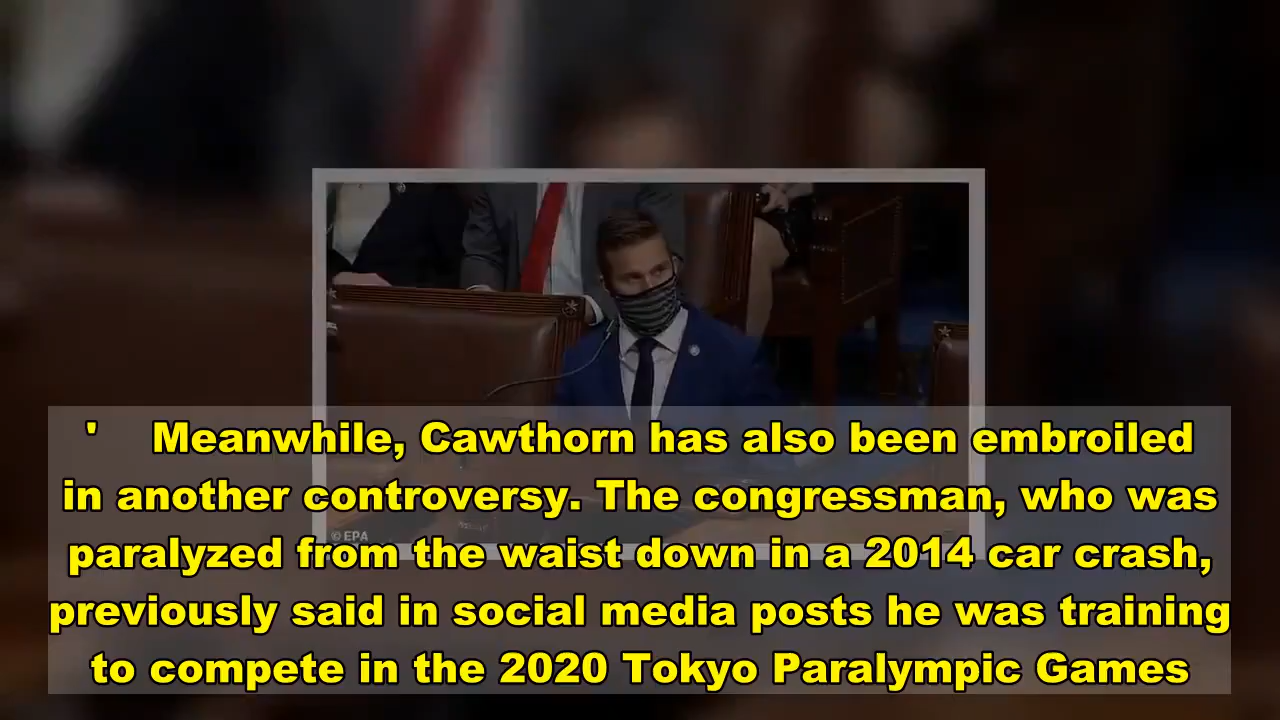 ' Meanwhile, Cawthorn has also been embroiled
in another controversy. The congressman, who was
© EPA
paralyzed from the waist down in a 2014 car crash,
previously said in social media posts he was training
to compete in the 2020 Tokyo Paralympic Games